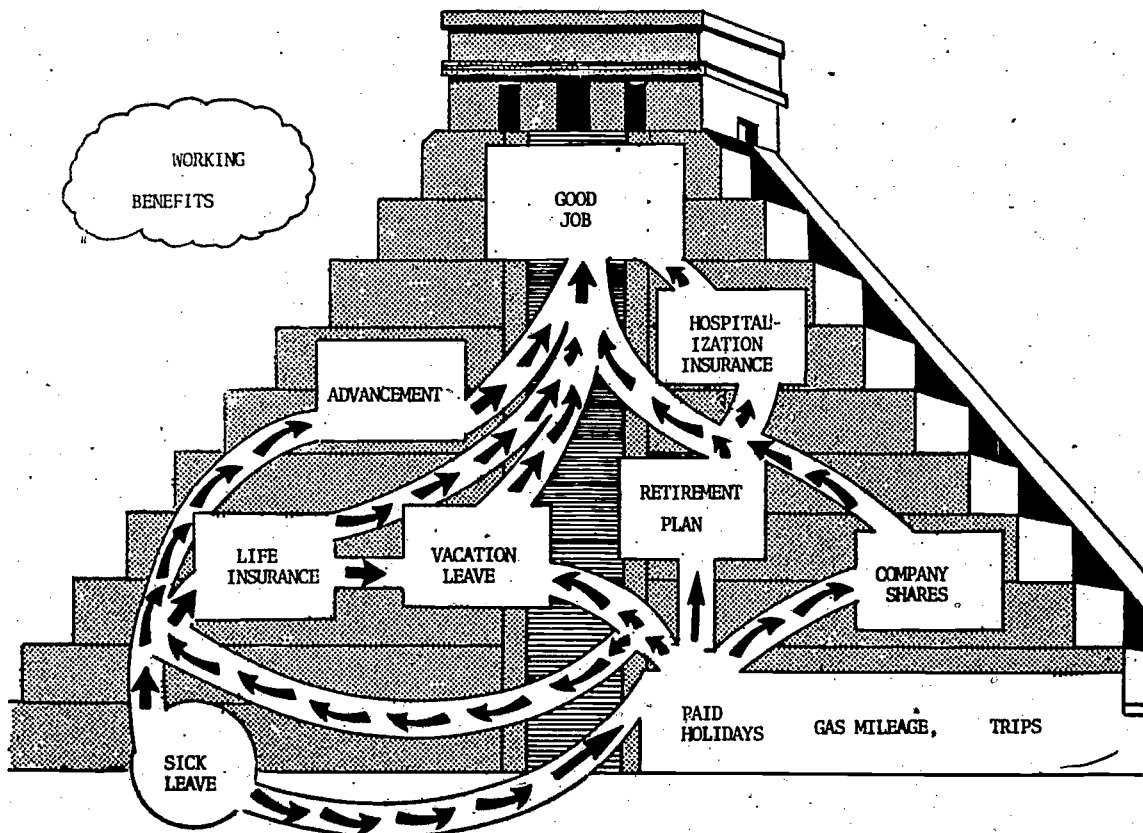 WORKING
BENEFITS
GOOD
JOB
HOSPITAL-
IZATION
INSURANCE
ADVANCEMENT
RETIREMENT
PLAN
LIFE
INSURANCE
VACATION
LEAVE
COMPANY
SHARES
PAID
HOLIDAYS GAS MILEAGE, TRIPS
SICK
LEAVE